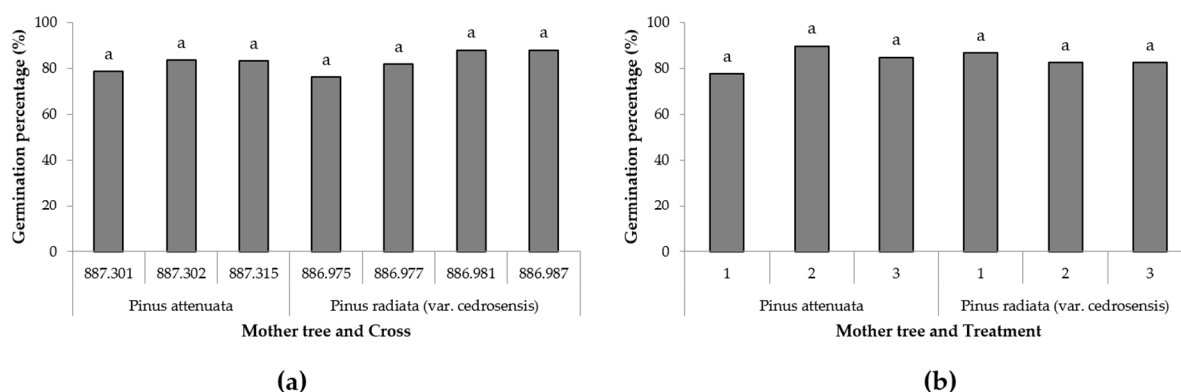 Germination percentage (%)
100
80
60
40
20
0
a a a a a a a
887.301 887.302 887.315 886.975 886.977 886.981 886.987
Pinus attenuata Pinus radiata (var. cedrosensis)
Mother tree and Cross
(a)
Germination percentage (%)
100
80
60
40
20
0
a a a a a a
1 2 3 1 2 3
Pinus attenuata Pinus radiata (var. cedrosensis)
Mother tree and Treatment
(b)